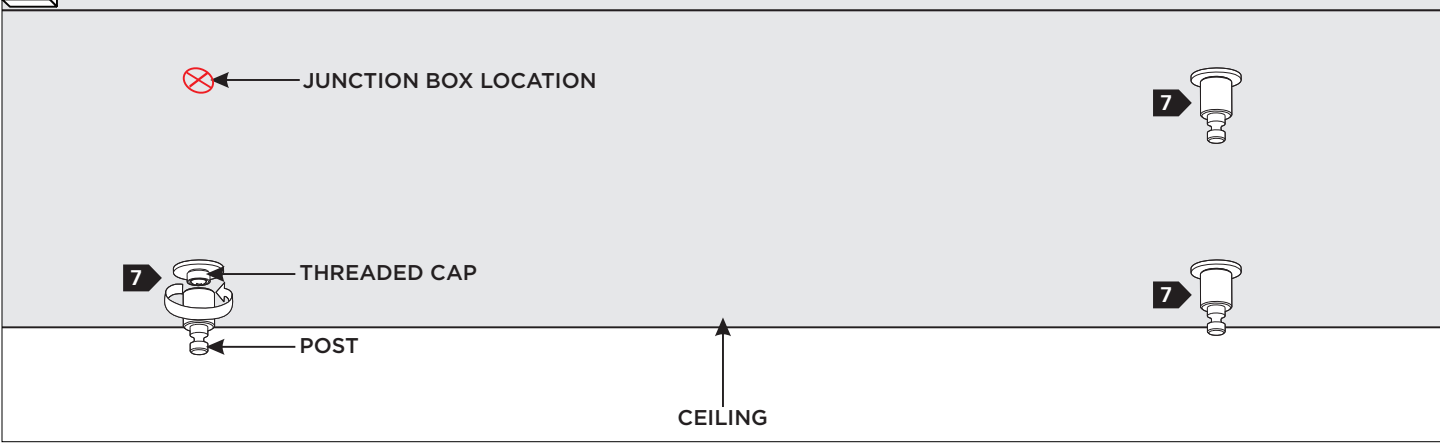 JUNCTION BOX LOCATION
7
7
THREADED CAP
7
POST
CEILING